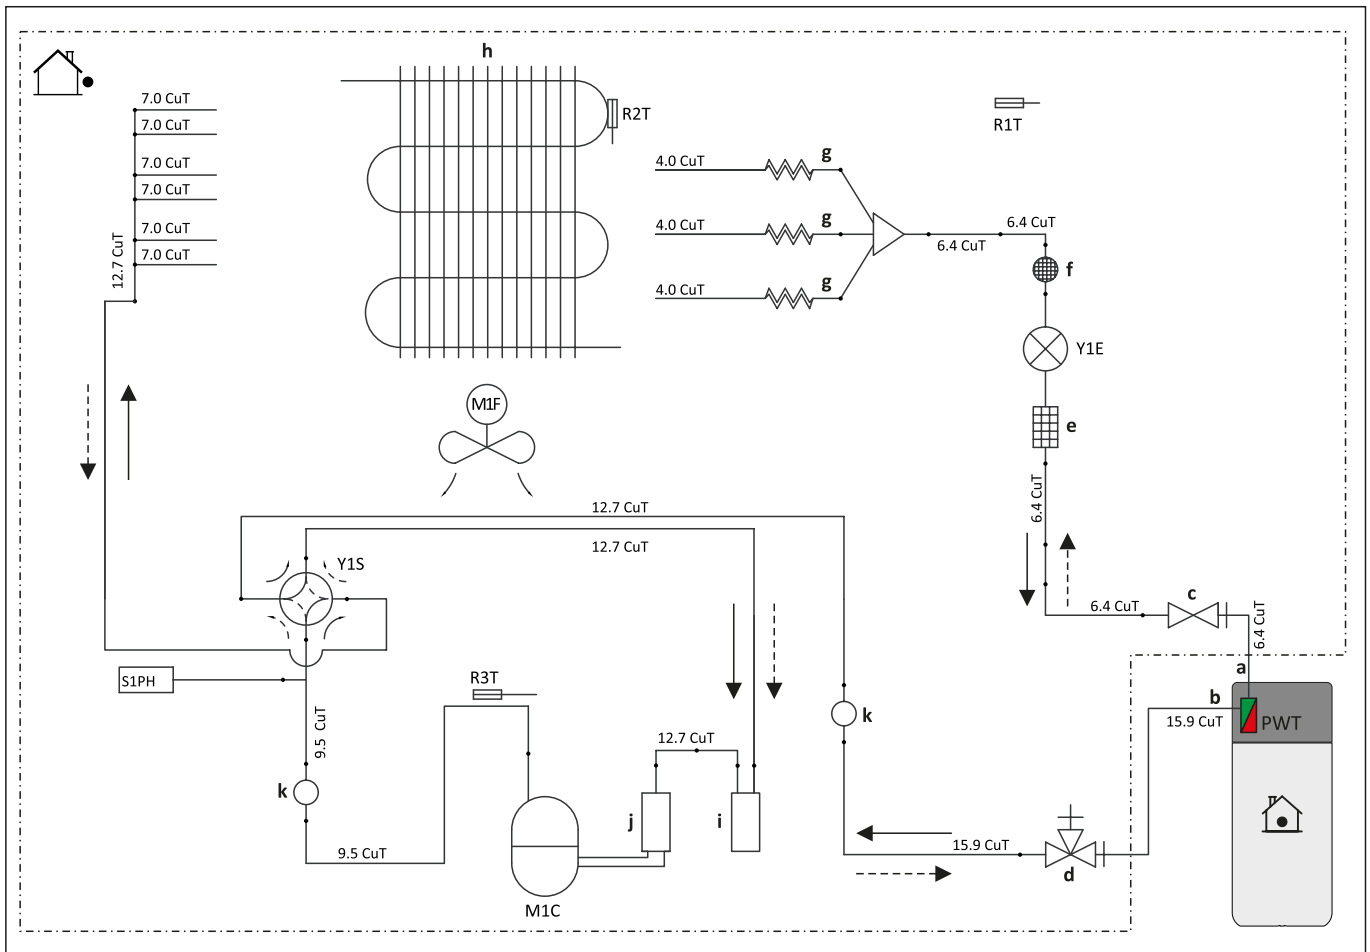 h
7.0 CuT
7.0 CuT
7.0 CuT
7.0 CuT
7.0 CuT
7.0 CuT
12.7 CuT
R2T
R1T
4.0 CuT
g
4.0 CuT
g
4.0 CuT
g
6.4 CuT
6.4 CuT
f
Y1E
e
6.4 CuT
M1F
12.7 CuT
12.7 CuT
Y1S
c
6.4 CuT
6.4 CuT
a
b
15.9 CuT
PWT
S1PH
R3T
9.5 CuT
12.7 CuT
k
k
j
i
9.5 CuT
15.9 CuT
d
M1C